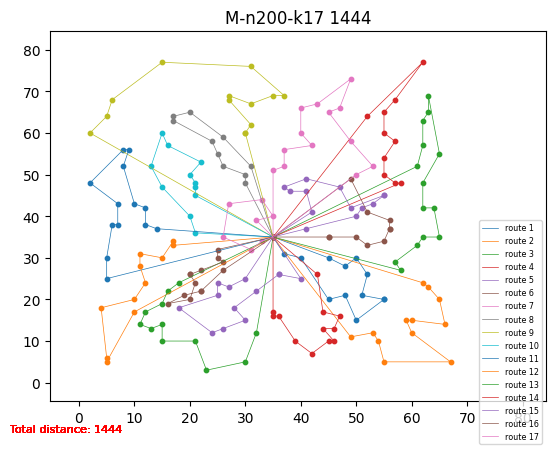 M-n200-k17 1444
80
70
60
50
40
30
20
10
0
0
10
20
30
40
50
60
70
80
route 1
route 2
route 3
route 4
route 5
route 6
route 7
route 8
route 9
route 10
route 11
route 12
route 13
route 14
route 15
route 16
route 17
Total distance: 1444